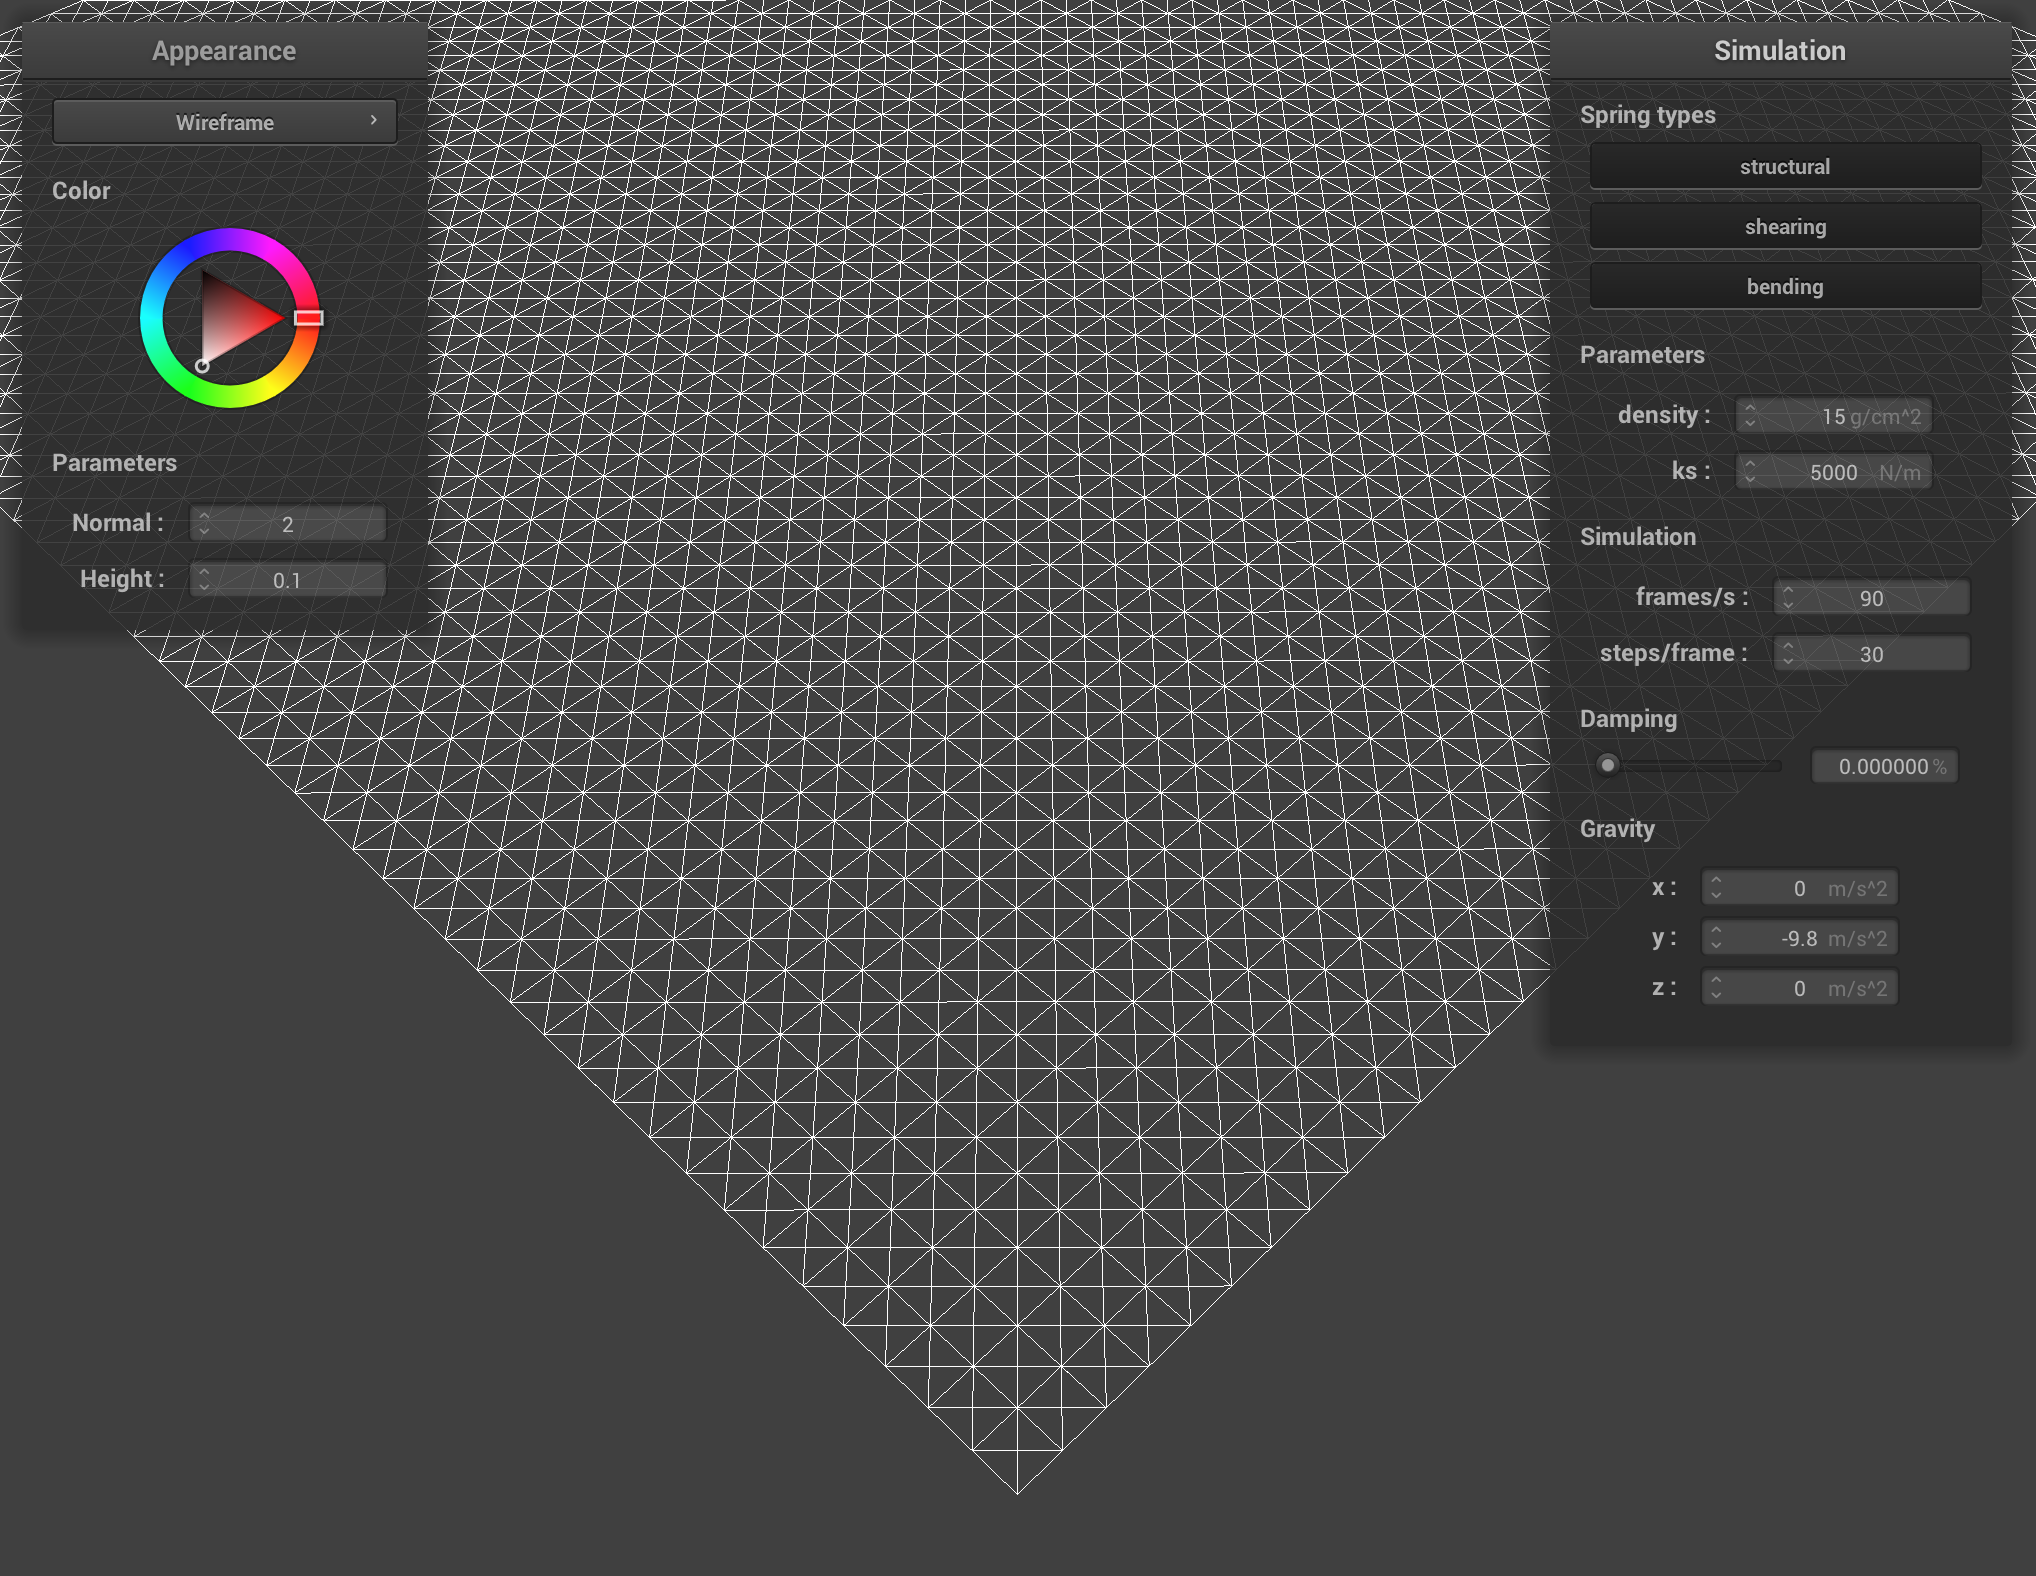 Appearance
Wireframe
Color
Parameters
Normal : 2
Height : 0.1
Simulation
Spring types
structural
shearing
bending
Parameters
density : 15 g/cm^2
ks : 5000 N/m
Simulation
frames/s : 90
steps/frame : 30
Damping
0.000000 %
Gravity
x : 0 m/s^2
y : -9.8 m/s^2
z : 0 m/s^2